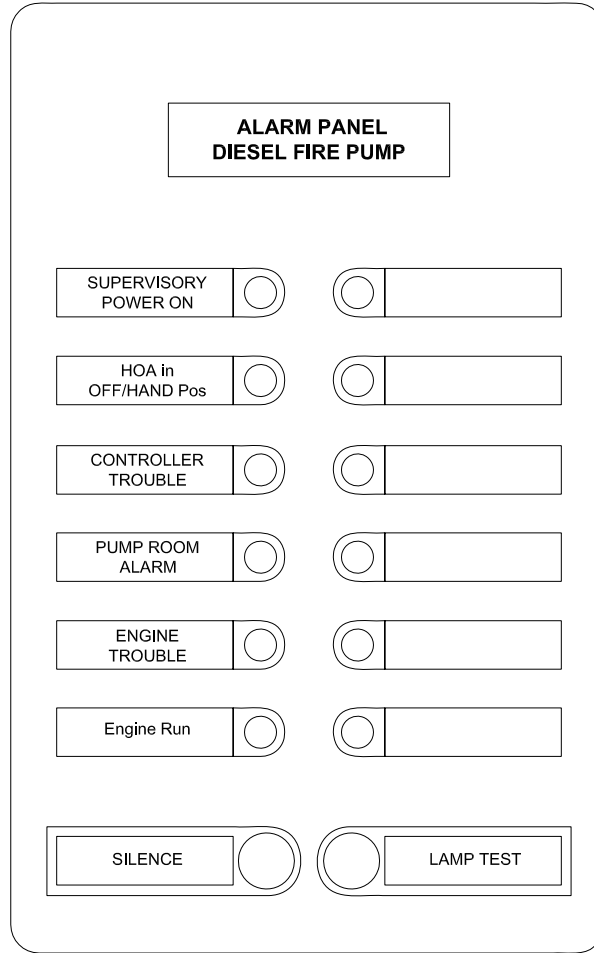 ALARM PANEL
DIESEL FIRE PUMP
SUPERVISORY
POWER ON
HOA in
OFF/HAND Pos
CONTROLLER
TROUBLE
PUMP ROOM
ALARM
ENGINE
TROUBLE
Engine Run
SILENCE
LAMP TEST